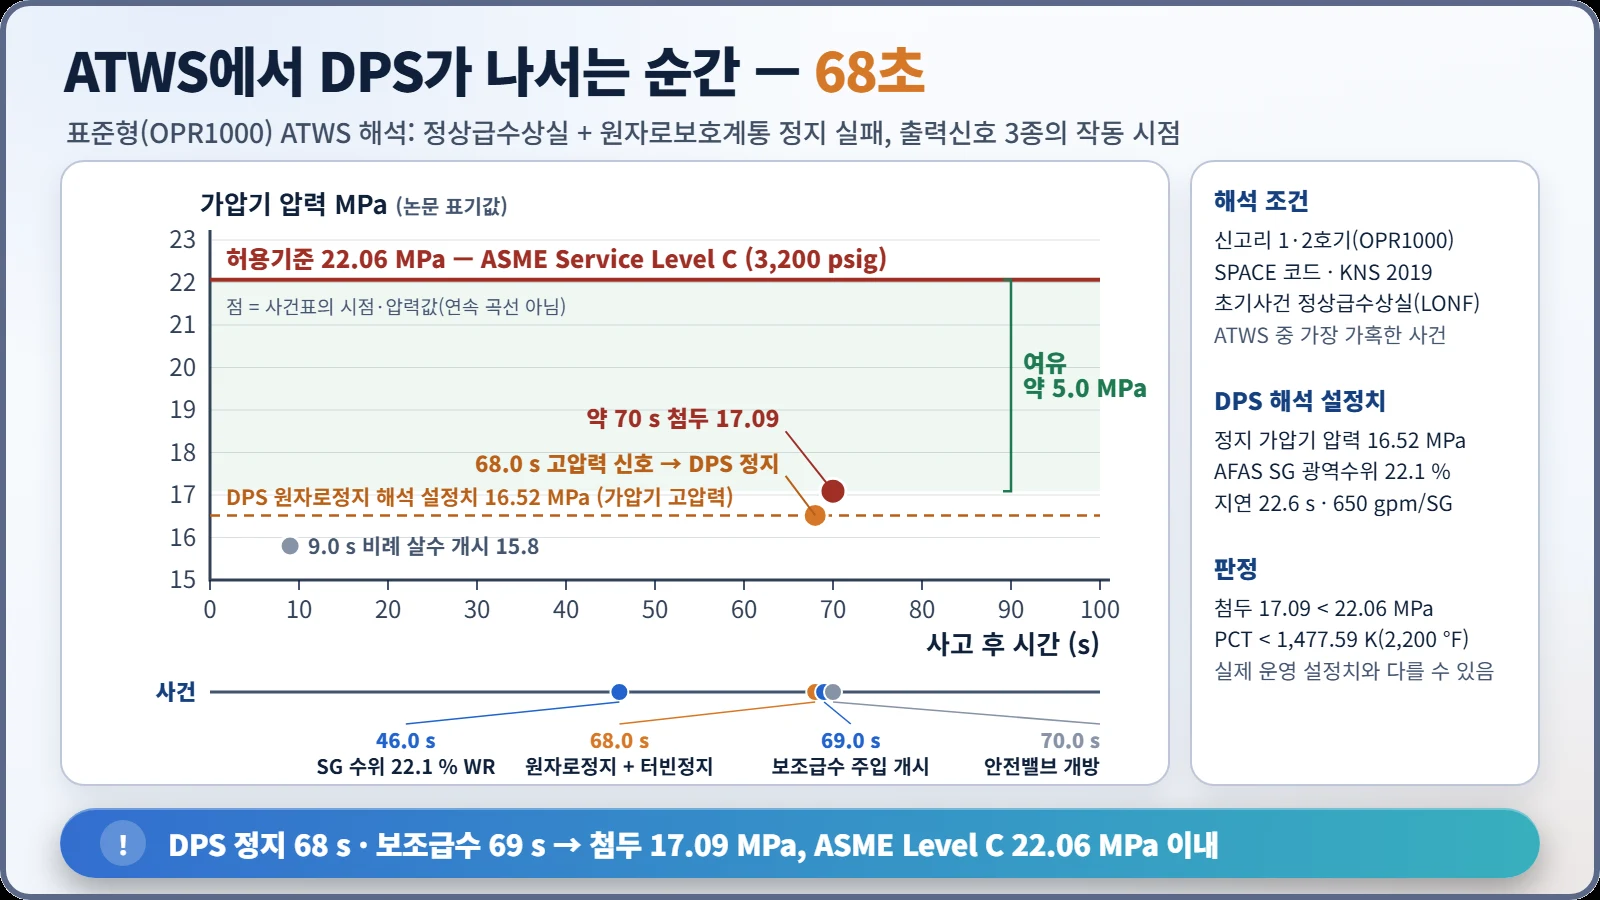 ATWS에서 DPS가 나서는 순간 — 68초
표준형(OPR1000) ATWS 해석: 정상급수상실 + 원자로보호계통 정지 실패, 출력신호 3종의 작동 시점
가압기 압력 MPa (논문 표기값)
23
허용기준 22.06 MPa — ASME Service Level C (3,200 psig)
22
점 = 사건표의 시점·압력값(연속 곡선 아님)
21
여유
20
약 5.0 MPa
19
약 70 s 첨두 17.09
18
68.0 s 고압력 신호 → DPS 정지
17
DPS 원자로정지 해석 설정치 16.52 MPa (가압기 고압력)
16
9.0 s 비례 살수 개시 15.8
15
0 10 20 30 40 50 60 70 80 90 100
사고 후 시간 (s)
사건
46.0 s
SG 수위 22.1 % WR
68.0 s
원자로정지 + 터빈정지
69.0 s
보조급수 주입 개시
70.0 s
안전밸브 개방
해석 조건
신고리 1·2호기(OPR1000)
SPACE 코드 · KNS 2019
초기사건 정상급수상실(LONF)
ATWS 중 가장 가혹한 사건
DPS 해석 설정치
정지 가압기 압력 16.52 MPa
AFAS SG 광역수위 22.1 %
지연 22.6 s · 650 gpm/SG
판정
첨두 17.09 < 22.06 MPa
PCT < 1,477.59 K(2,200 °F)
실제 운영 설정치와 다를 수 있음
! DPS 정지 68 s · 보조급수 69 s → 첨두 17.09 MPa, ASME Level C 22.06 MPa 이내